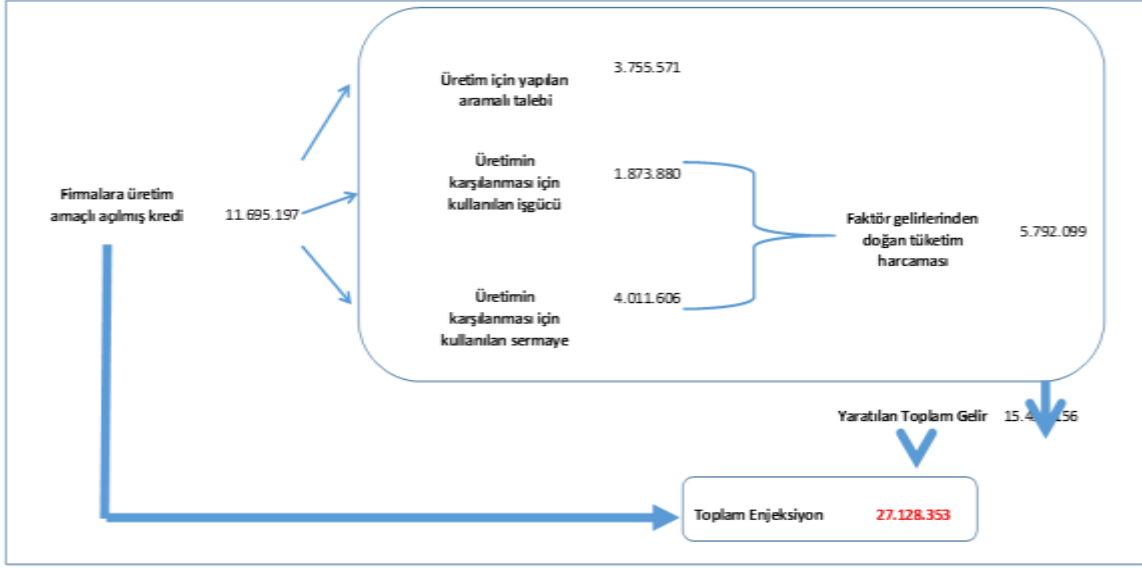 3.755.571
Üretim için yapılan
aramalı talebi
Üretimin
karşılanması için
kullanılan işgücü
1.873.880
Firmalara üretim
amaçlı açılmış kredi
11.695.197
Faktör gelirlerinden
doğan tüketim
harcaması
5.792.099
Üretimin
karşılanması için
kullanılan sermaye
4.011.606
Yaratılan Toplam Gelir
Toplam Enjeksiyon
27.128.353